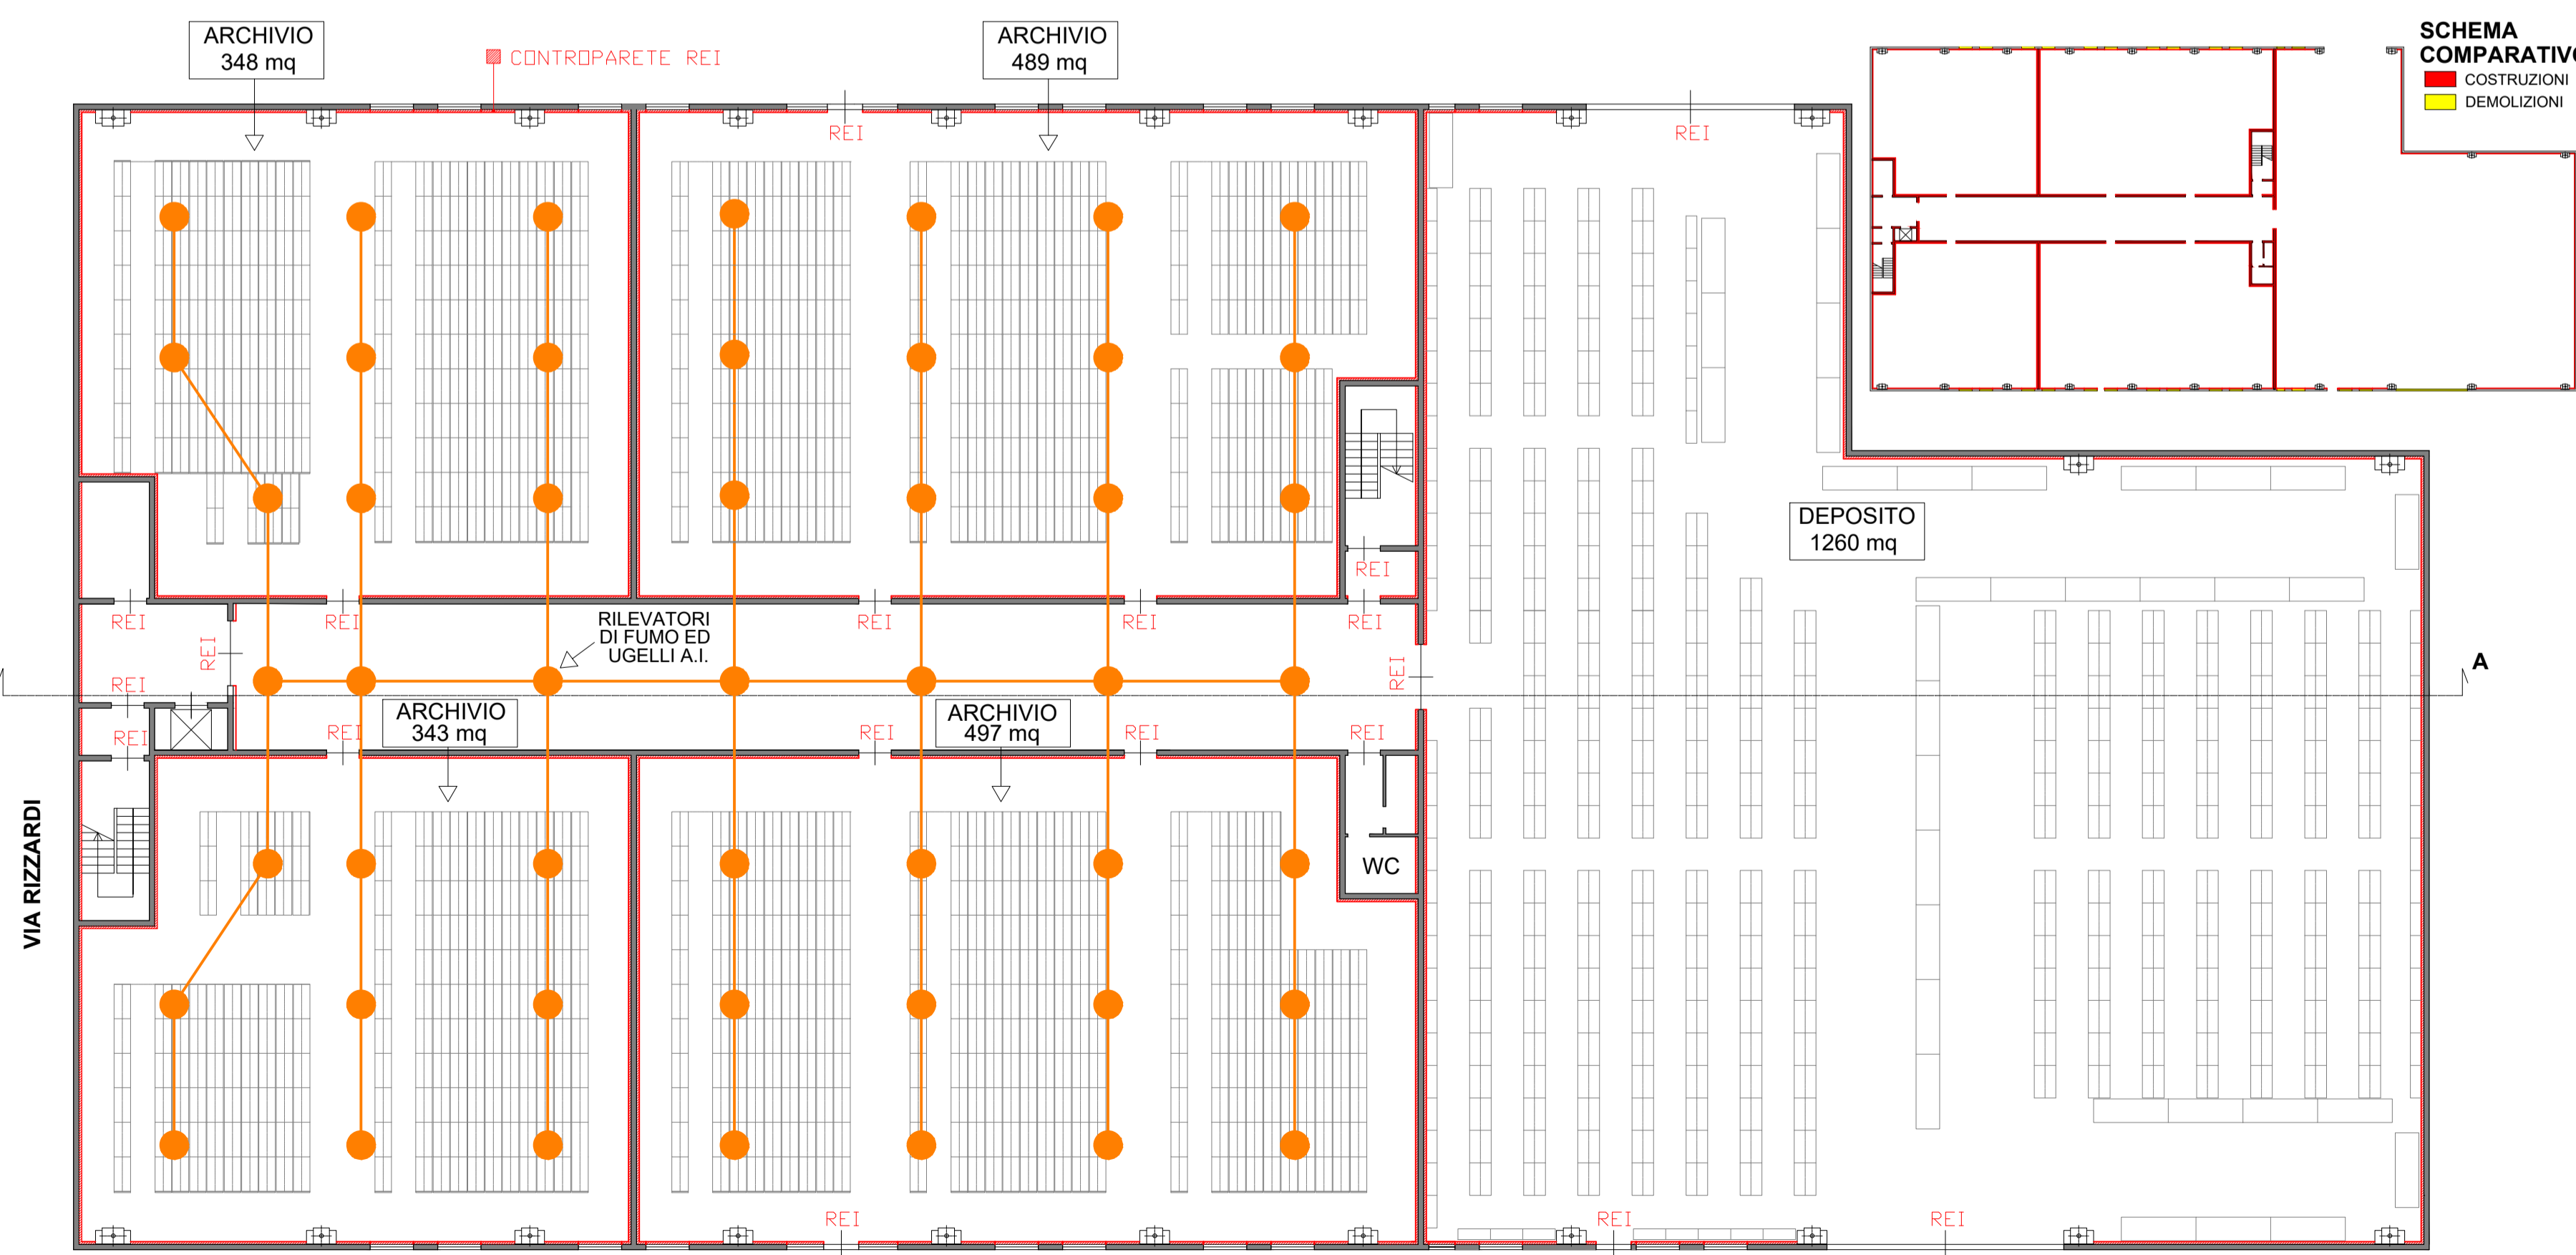 ARCHIVIO
348 mq
CONTROPARETE REI
ARCHIVIO
489 mq
SCHEMA
COMPARATIVO
COSTRUZIONI
DEMOLIZIONI
REI
REI
DEPOSITO
1260 mq
REI
REI
REI
REI
REI
REI
RILEVATORI
DI FUMO ED
UGELLI A.I.
REI
REI
A
REI
ARCHIVIO
343 mq
ARCHIVIO
497 mq
REI
REI
REI
REI
REI
VIA RIZZARDI
WC
REI
REI
REI